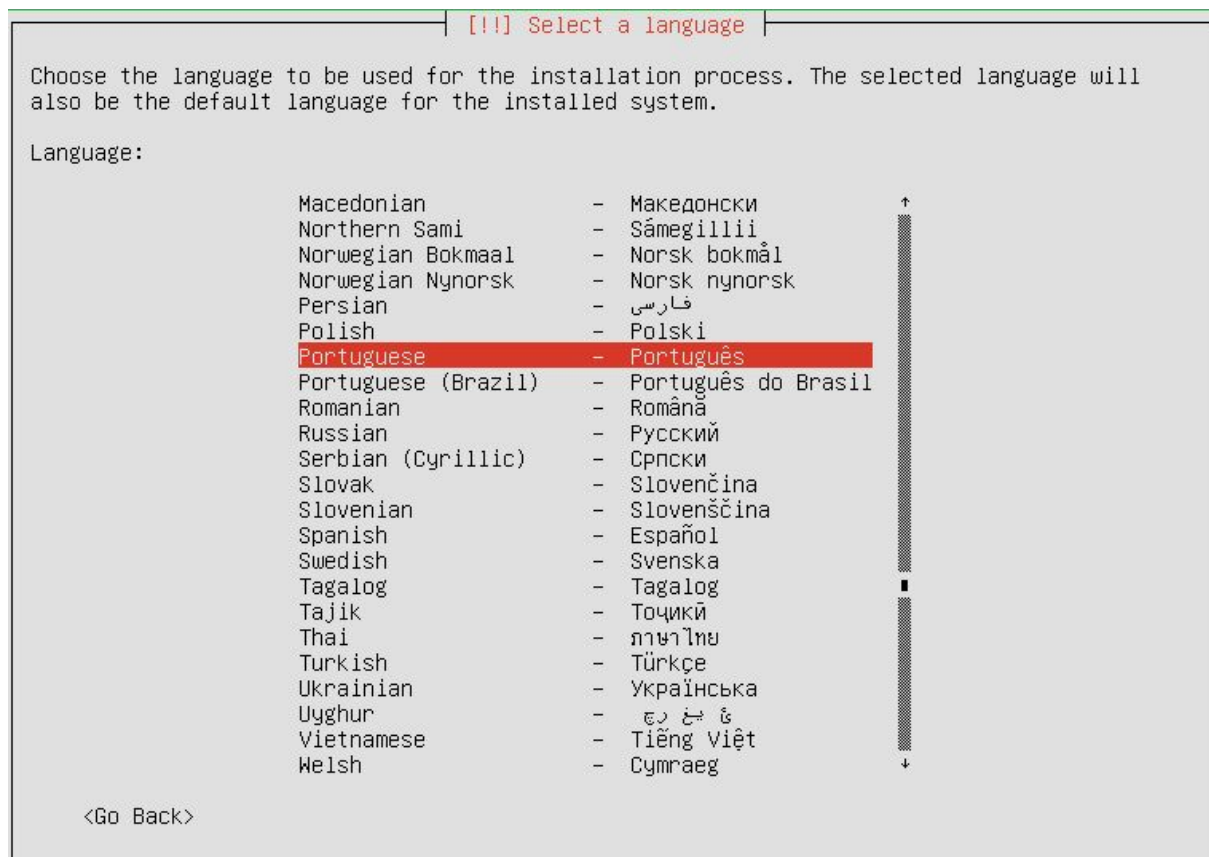 [!!] Select a language
Choose the language to be used for the installation process. The selected language will
also be the default language for the installed system.
Language:
Macedonian - Македонски
Northern Sami - Sámegillii
Norwegian Bokmaal - Norsk bokmål
Norwegian Nynorsk - Norsk nynorsk
Persian - فارسی
Polish - Polski
Portuguese - Português
Portuguese (Brazil) - Português do Brasil
Romanian - Română
Russian - Русский
Serbian (Cyrillic) - Српски
Slovak - Slovenčina
Slovenian - Slovenščina
Spanish - Español
Swedish - Svenska
Tagalog - Tagalog
Tajik - Тоҷикӣ
Thai - ภาษาไทย
Turkish - Türkçe
Ukrainian - Українська
Uyghur -
Vietnamese - Tiếng Việt
Welsh - Cymraeg
<Go Back>